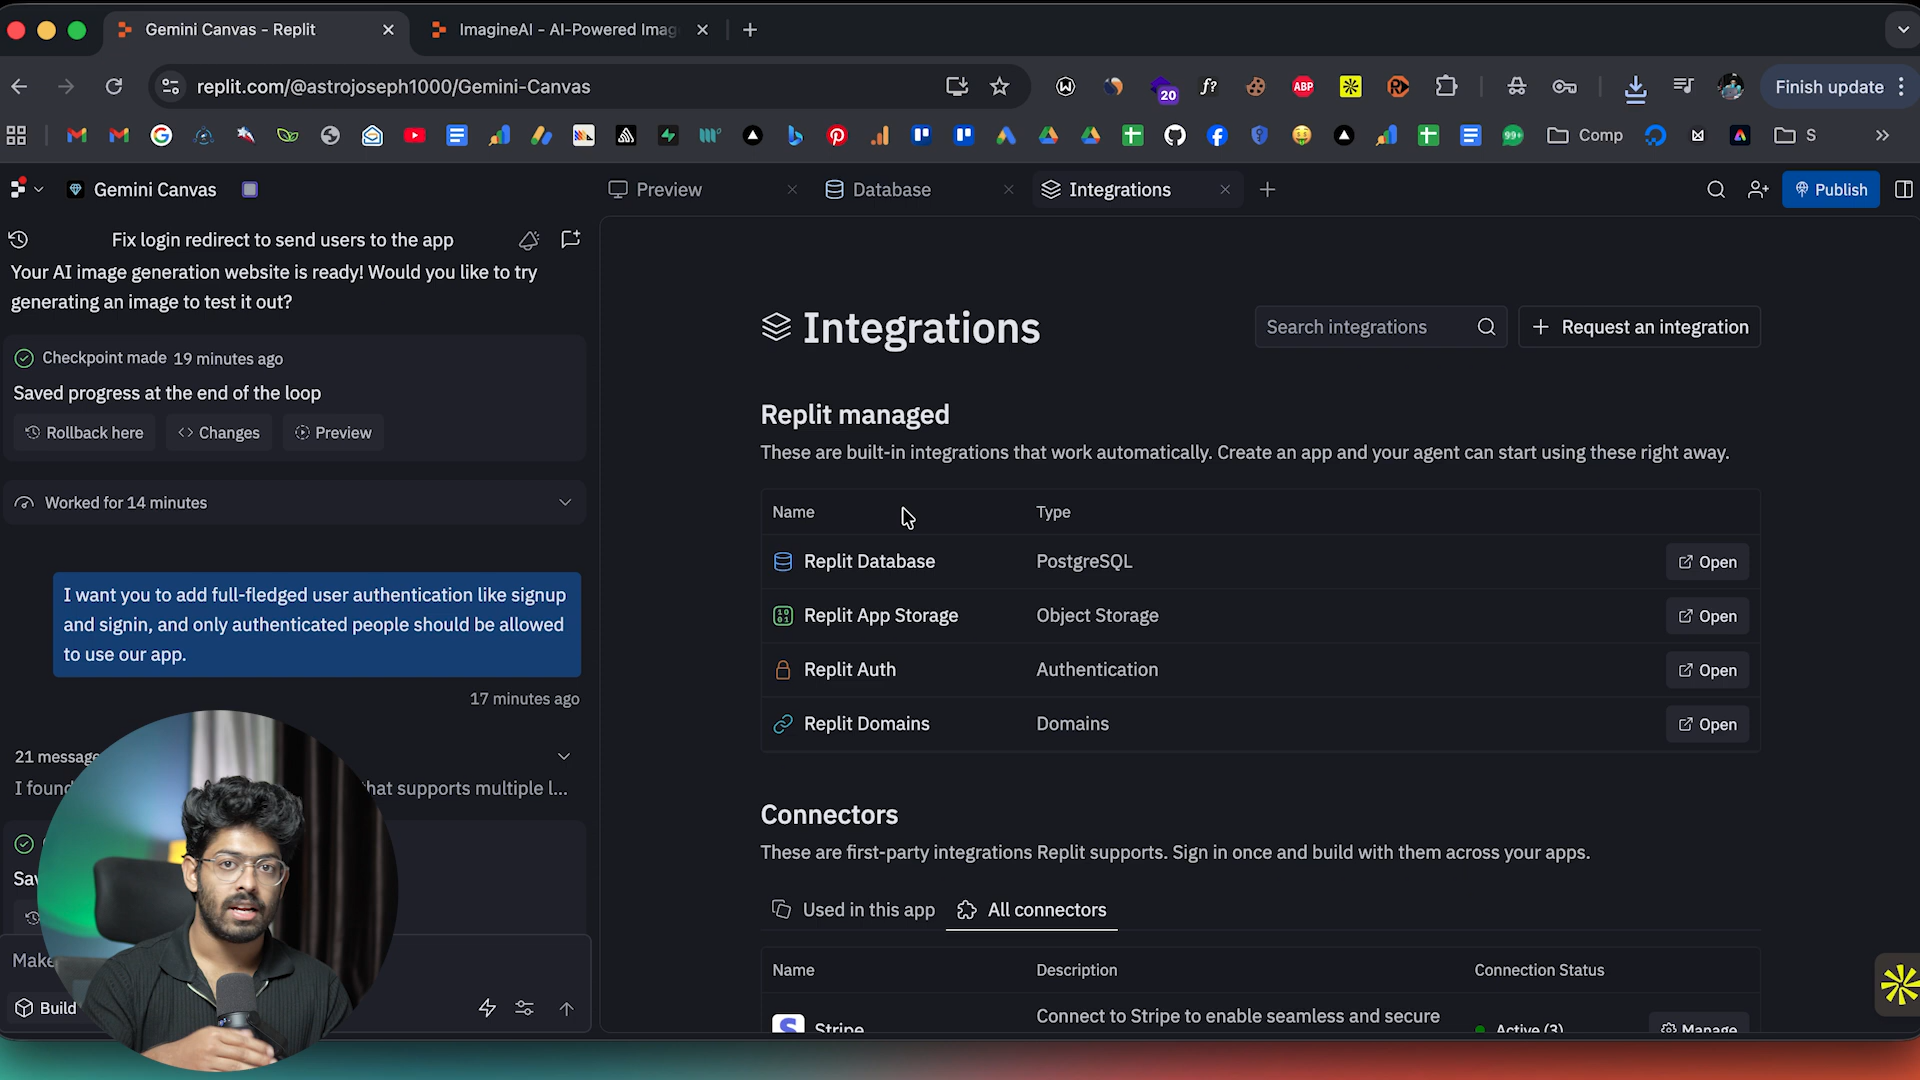 Gemini Canvas - Replit
ImagineAI - AI-Powered Imag
replit.com/@astrojoseph1000/Gemini-Canvas
20
f?
ABP
Finish update
99+
Comp
S
Gemini Canvas
Preview
Database
Integrations
Publish
Fix login redirect to send users to the app
Your AI image generation website is ready! Would you like to try
generating an image to test it out?
Checkpoint made 19 minutes ago
Saved progress at the end of the loop
Rollback here
Changes
Preview
Worked for 14 minutes
I want you to add full-fledged user authentication like signup
and signin, and only authenticated people should be allowed
to use our app.
17 minutes ago
21 message
I found
hat supports multiple l...
Sav
Make
Build
Integrations
Search integrations
Request an integration
Replit managed
These are built-in integrations that work automatically. Create an app and your agent can start using these right away.
Name
Type
Replit Database
PostgreSQL
Open
Replit App Storage
Object Storage
Open
Replit Auth
Authentication
Open
Replit Domains
Domains
Open
Connectors
These are first-party integrations Replit supports. Sign in once and build with them across your apps.
Used in this app
All connectors
Name
Description
Connection Status
Stripe
Connect to Stripe to enable seamless and secure
Active (3)
Manage